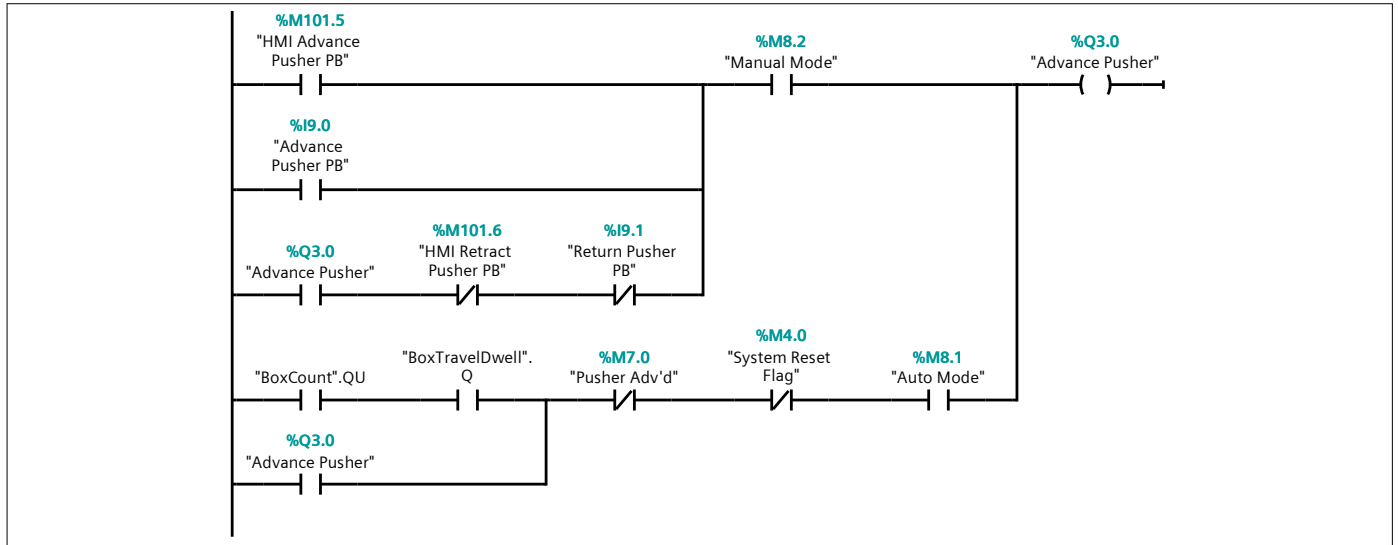 %M101.5
"HMI Advance
Pusher PB"
%M8.2
"Manual Mode"
%Q3.0
"Advance Pusher"
%I9.0
"Advance
Pusher PB"
%Q3.0
"Advance Pusher"
%M101.6
"HMI Retract
Pusher PB"
%I9.1
"Return Pusher
PB"
"BoxCount".QU
"BoxTravelDwell".
Q
%M7.0
"Pusher Adv'd"
%M4.0
"System Reset
Flag"
%M8.1
"Auto Mode"
%Q3.0
"Advance Pusher"